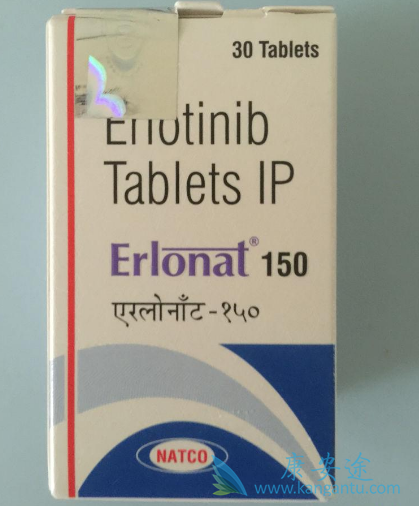 30 Tablets
Erlotinib
Tablets IP
Erlonat® 150
एरलोनाँट-१५०
NATCO
康安途
www.kangantu.com